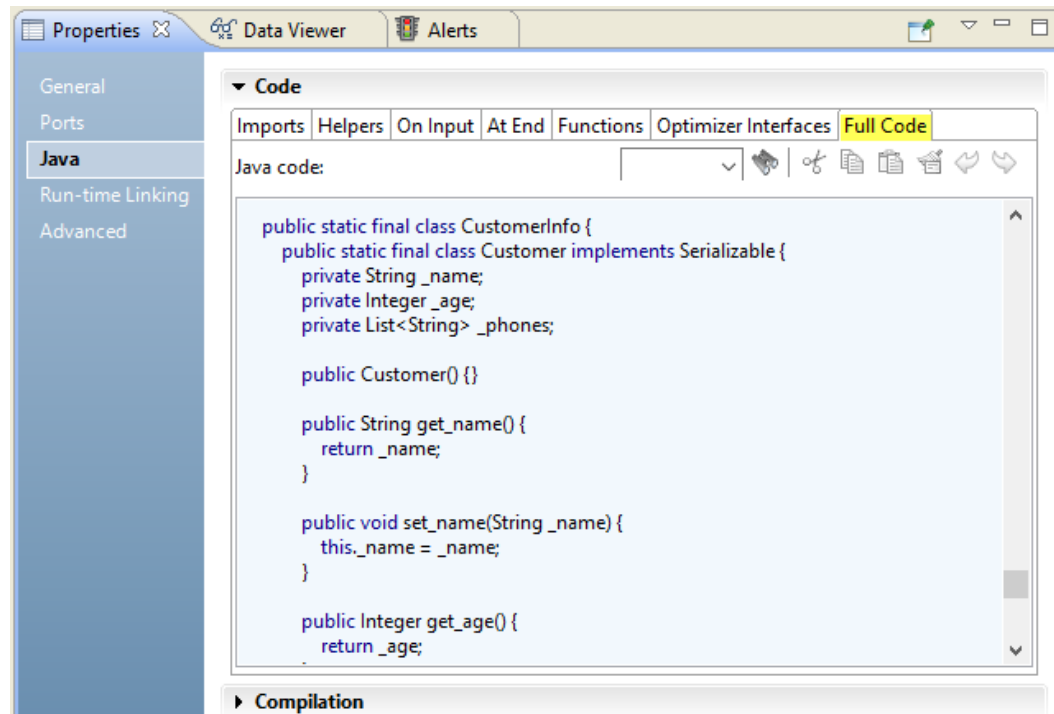 Properties Data Viewer Alerts
General
Ports
Java
Run-time Linking
Advanced
Code
Imports Helpers On Input At End Functions Optimizer Interfaces Full Code
Java code:
public static final class CustomerInfo {
public static final class Customer implements Serializable {
private String _name;
private Integer _age;
private List<String> _phones;
public Customer() {}
public String get_name() {
return _name;
}
public void set_name(String _name) {
this._name = _name;
}
public Integer get_age() {
return _age;
Compilation